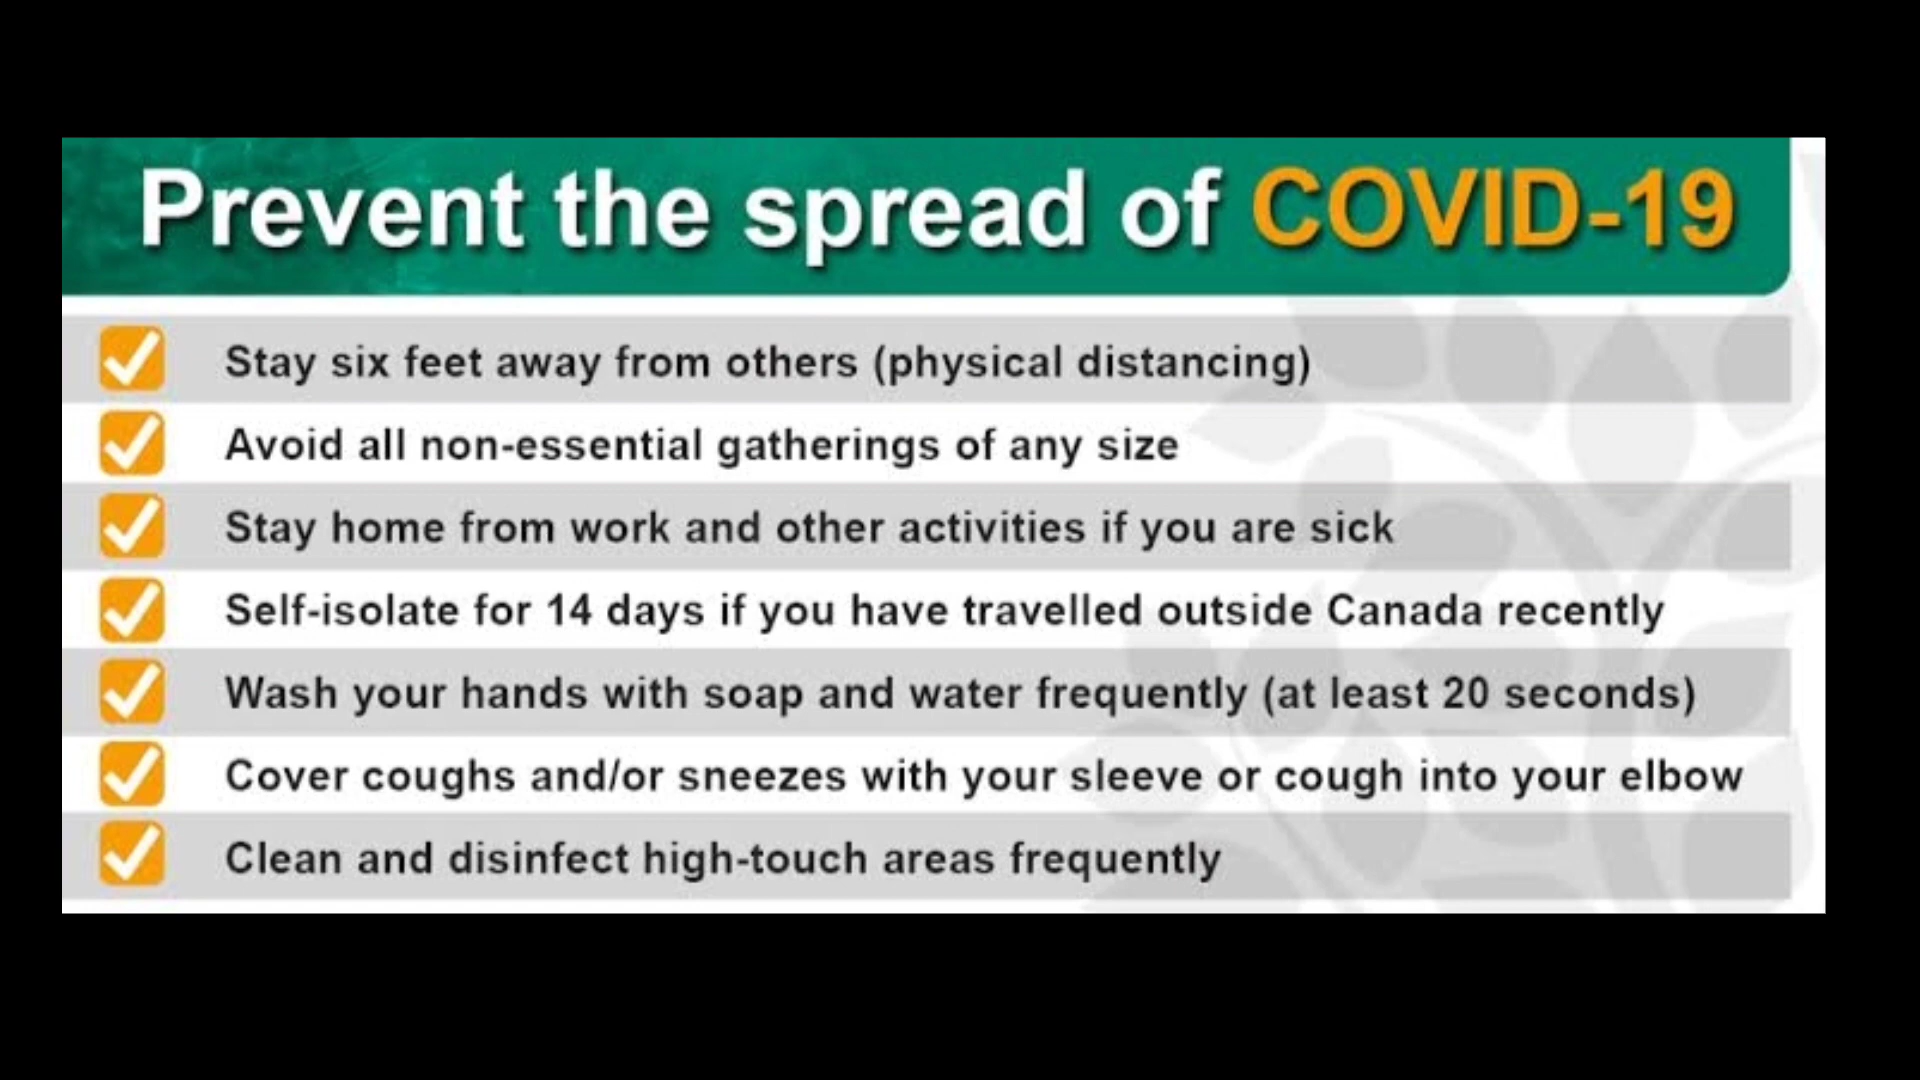 Prevent the spread of COVID-19
Stay six feet away from others (physical distancing)
Avoid all non-essential gatherings of any size
Stay home from work and other activities if you are sick
Self-isolate for 14 days if you have travelled outside Canada recently
Wash your hands with soap and water frequently (at least 20 seconds)
Cover coughs and/or sneezes with your sleeve or cough into your elbow
Clean and disinfect high-touch areas frequently